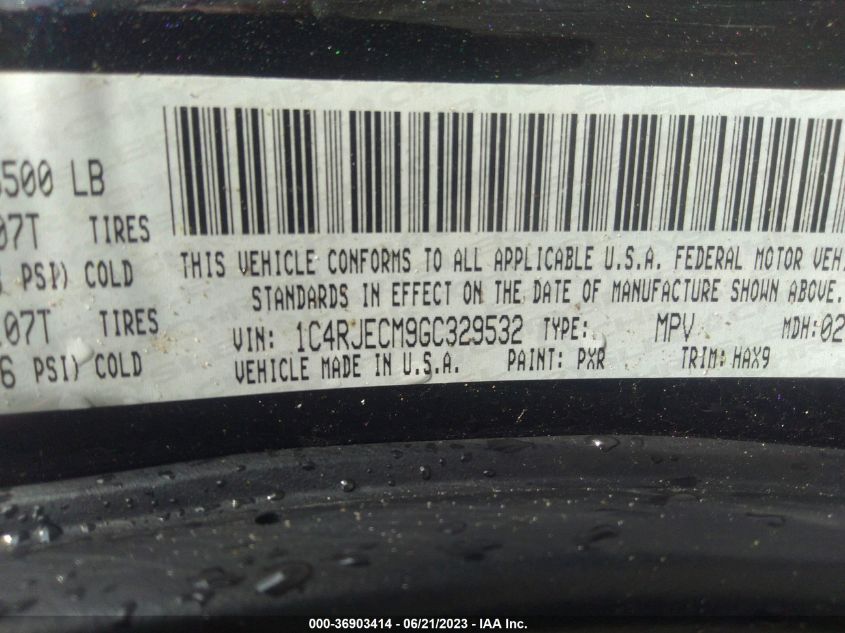 500 LB
07T TIRES
PSI) COLD
07T TIRES
6 PSI) COLD
THIS VEHICLE CONFORMS TO ALL APPLICABLE U.S.A. FEDERAL MOTOR VEHI
STANDARDS IN EFFECT ON THE DATE OF MANUFACTURE SHOWN ABOVE.
VIN: 1C4RJECM9GC329532 TYPE: MPV MDH:02
VEHICLE MADE IN U.S.A. PAINT: PXR TRIM: HAX9
000-36903414 - 06/21/2023 - IAA Inc.